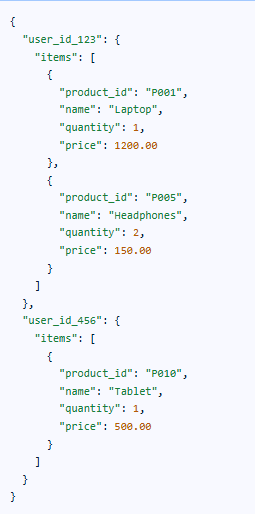 {
  "user_id_123": {
    "items": [
      {
        "product_id": "P001",
        "name": "Laptop",
        "quantity": 1,
        "price": 1200.00
      },
      {
        "product_id": "P005",
        "name": "Headphones",
        "quantity": 2,
        "price": 150.00
      }
    ]
  },
  "user_id_456": {
    "items": [
      {
        "product_id": "P010",
        "name": "Tablet",
        "quantity": 1,
        "price": 500.00
      }
    ]
  }
}